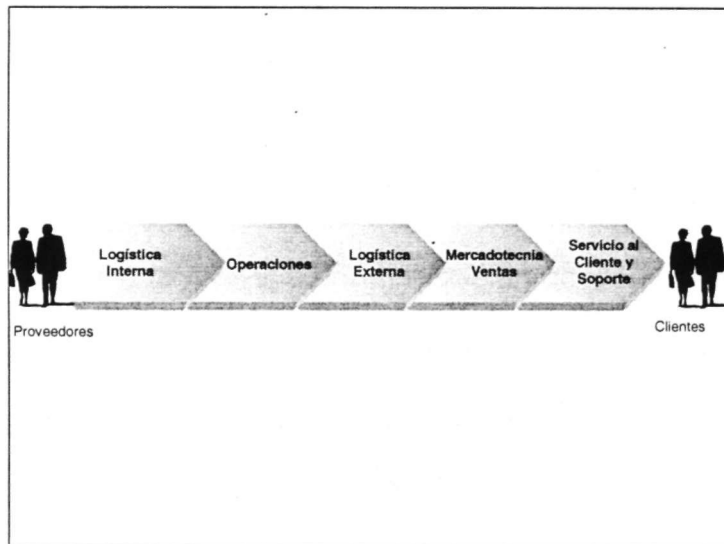 Logística
Interna
Operaciones
Logística
Externa
Mercadotecnia
Ventas
Servicio al
Cliente y
Soporte
Proveedores
Clientes